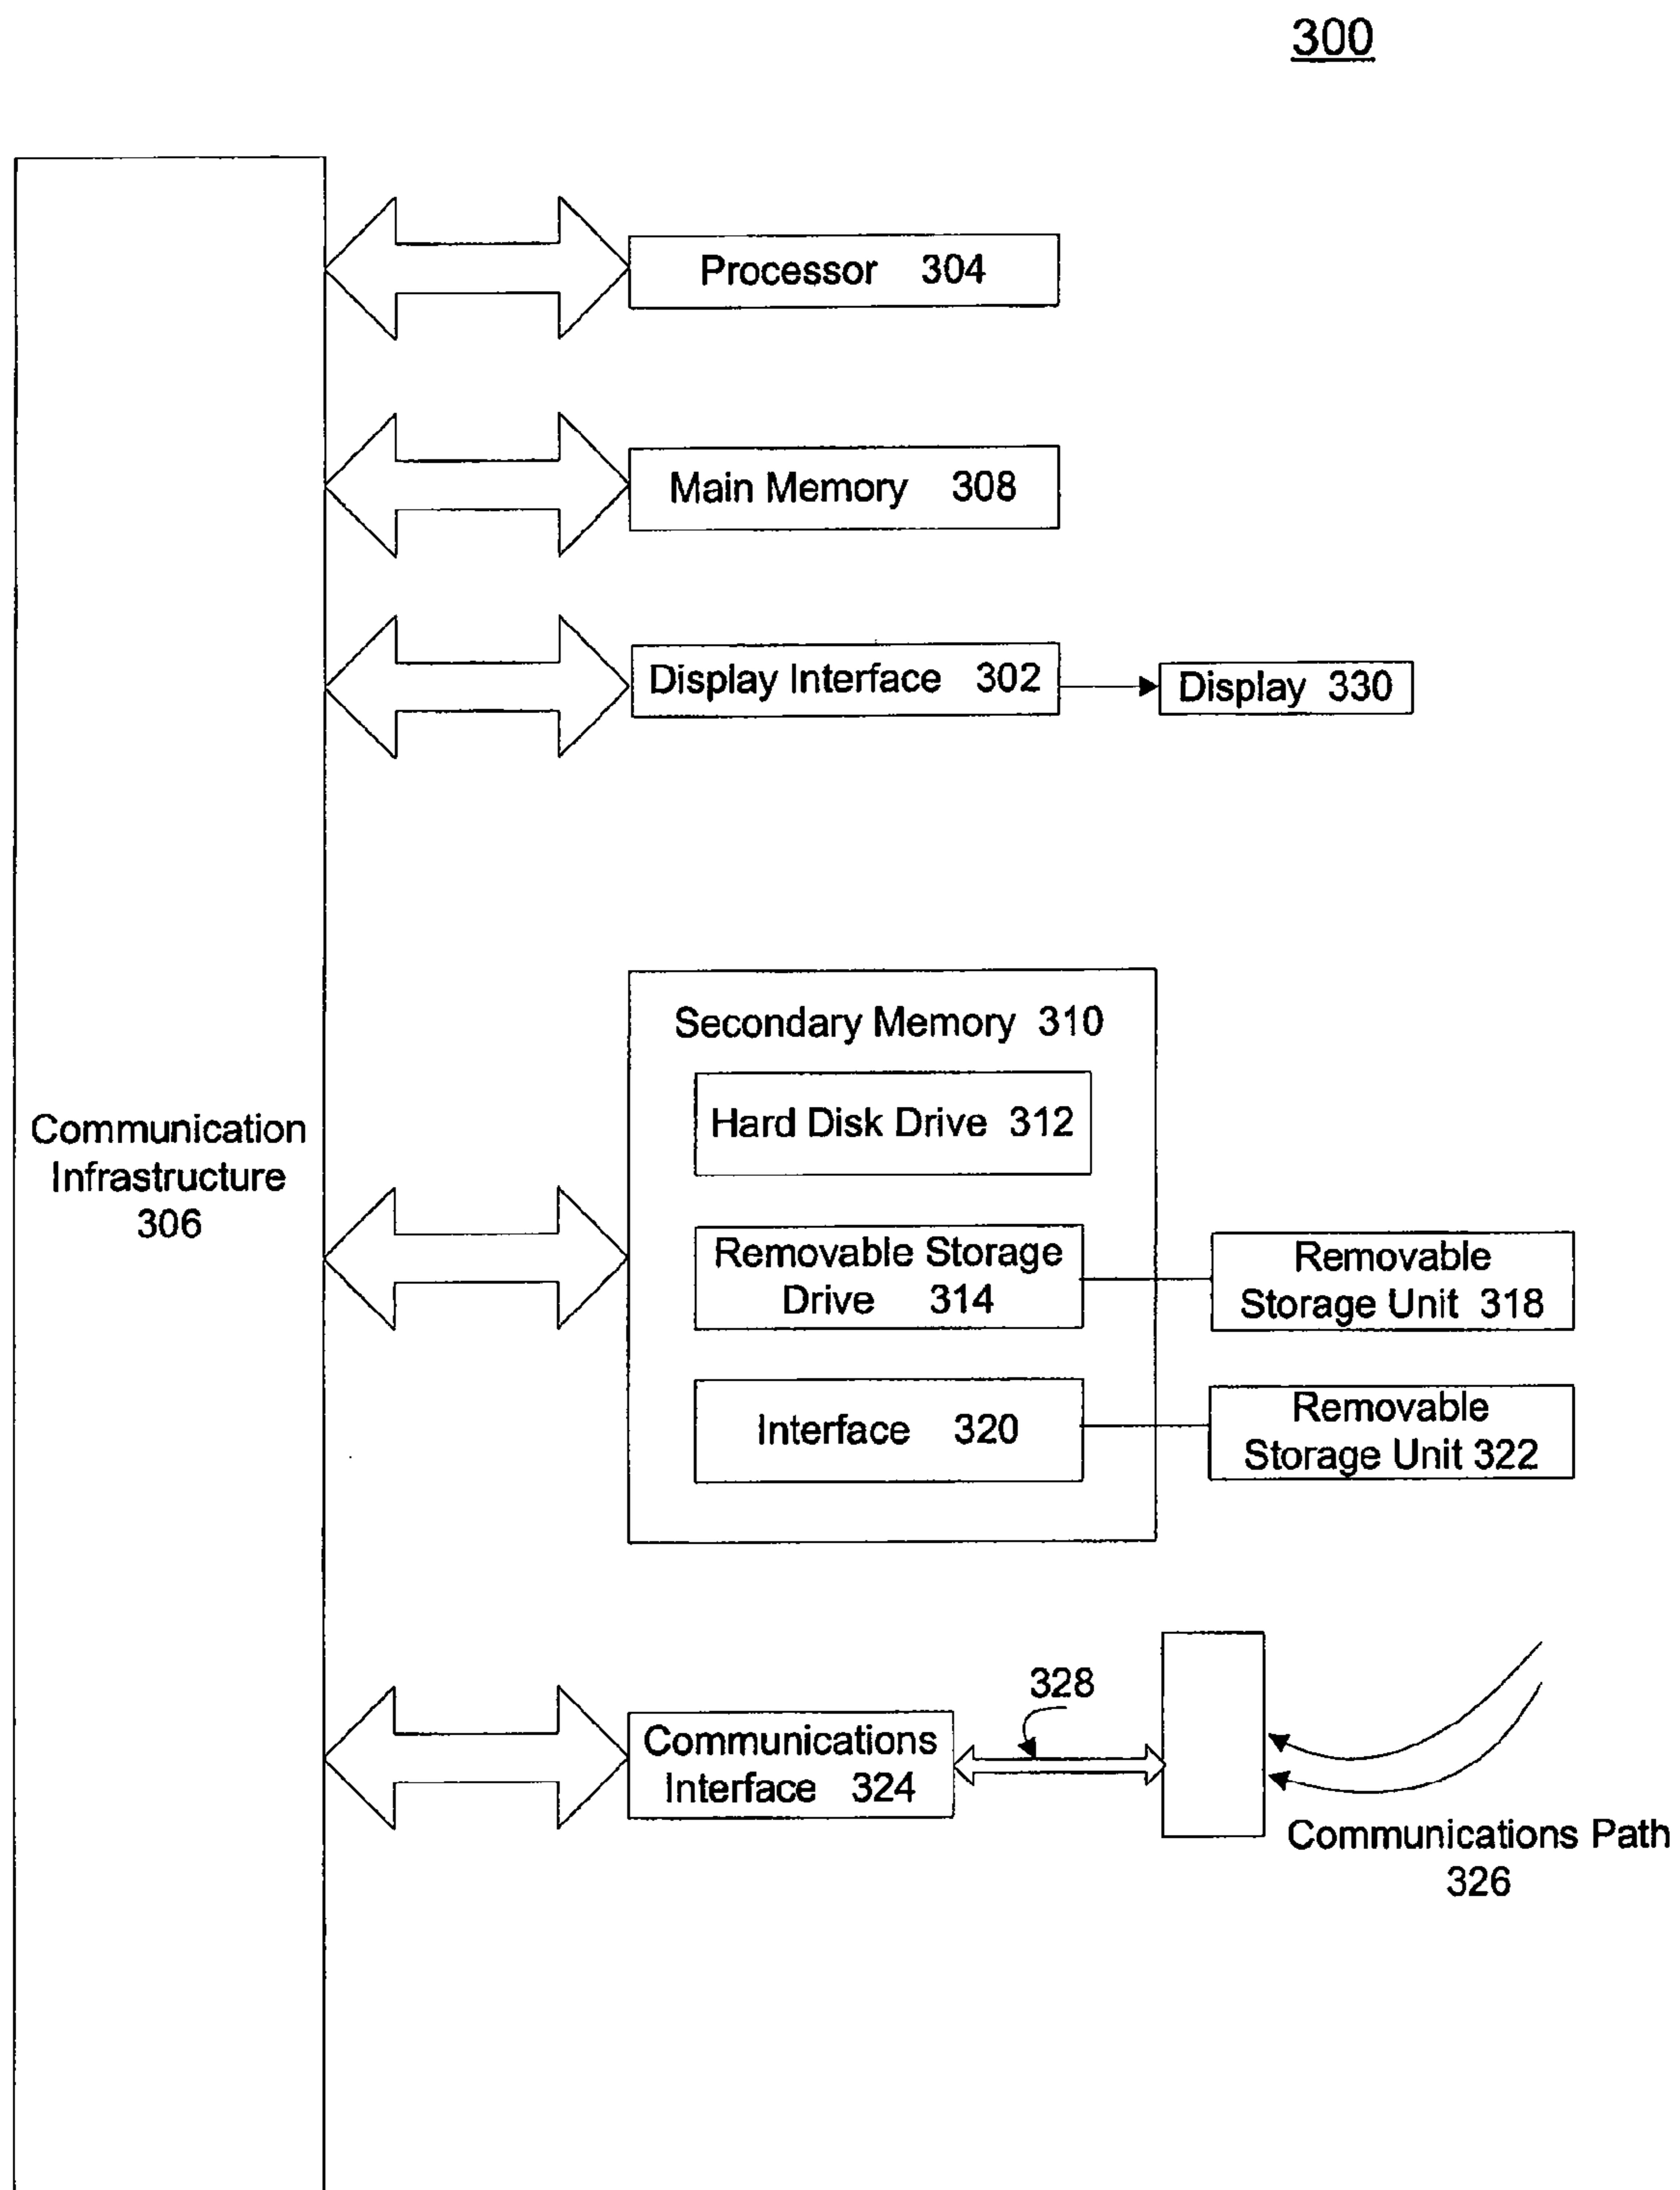 300
Processor 304
Main Memory 308
Display Interface 302
Display 330
Secondary Memory 310
Hard Disk Drive 312
Communication
Infrastructure
306
Removable Storage
Drive 314
Removable
Storage Unit 318
Interface 320
Removable
Storage Unit 322
328
Communications
Interface 324
Communications Path
326